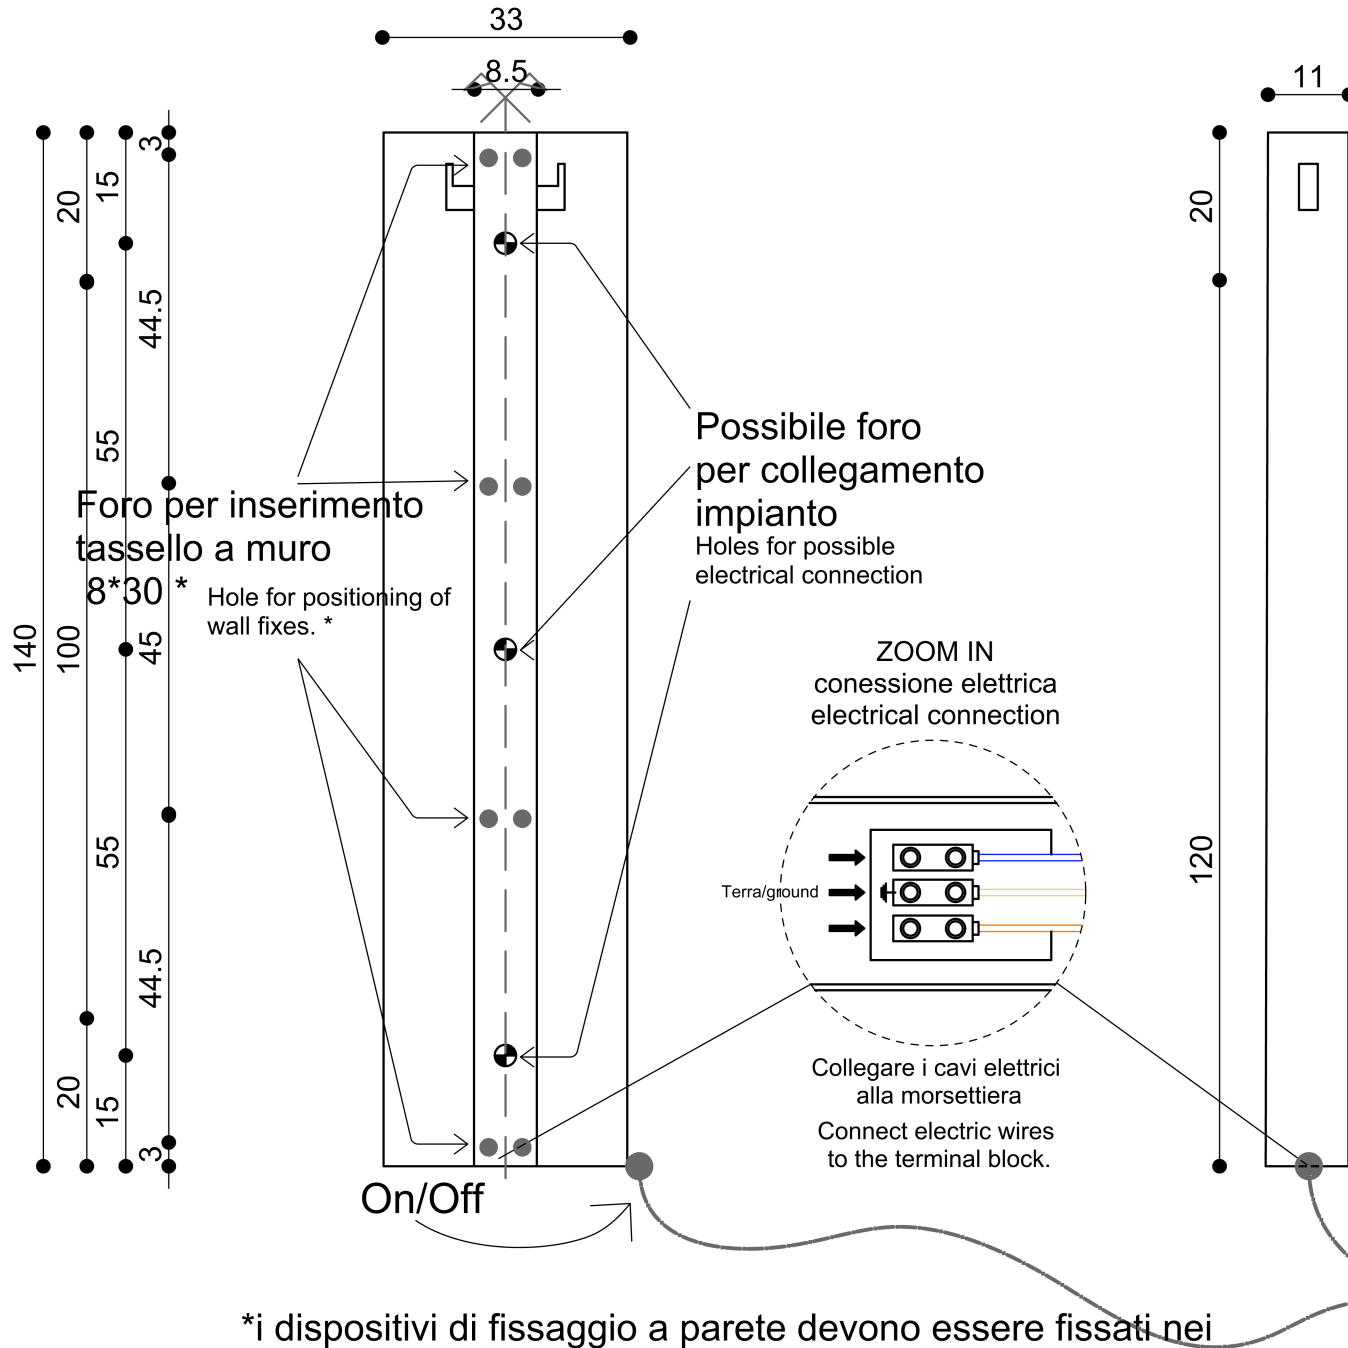 33
8.5
11
3
15
20
20
44.5
55
Possibile foro
per collegamento
impianto
Holes for possible
electrical connection
Foro per inserimento
tassello a muro
8*30 *
Hole for positioning of
wall fixes. *
140
100
45
ZOOM IN
conessione elettrica
electrical connection
55
120
Terra/ground
44.5
Collegare i cavi elettrici
alla morsettiera
Connect electric wires
to the terminal block.
20
15
3
On/Off
*i dispositivi di fissaggio a parete devono essere fissati nei